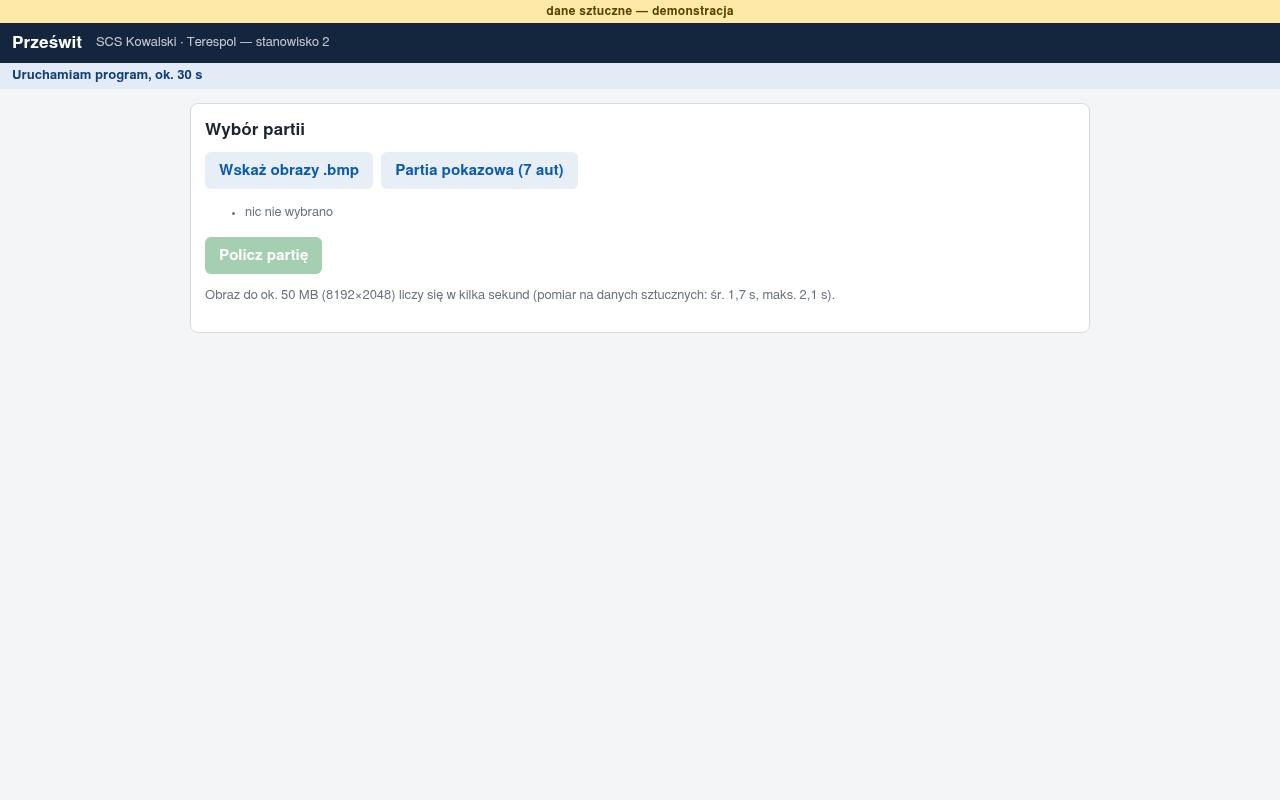 dane sztuczne — demonstracja
Prześwit SCS Kowalski · Terespol — stanowisko 2
Uruchamiam program, ok. 30 s
Wybór partii
Wskaż obrazy .bmp Partia pokazowa (7 aut)
• nic nie wybrano
Policz partię
Obraz do ok. 50 MB (8192×2048) liczy się w kilka sekund (pomiar na danych sztucznych: śr. 1,7 s, maks. 2,1 s).